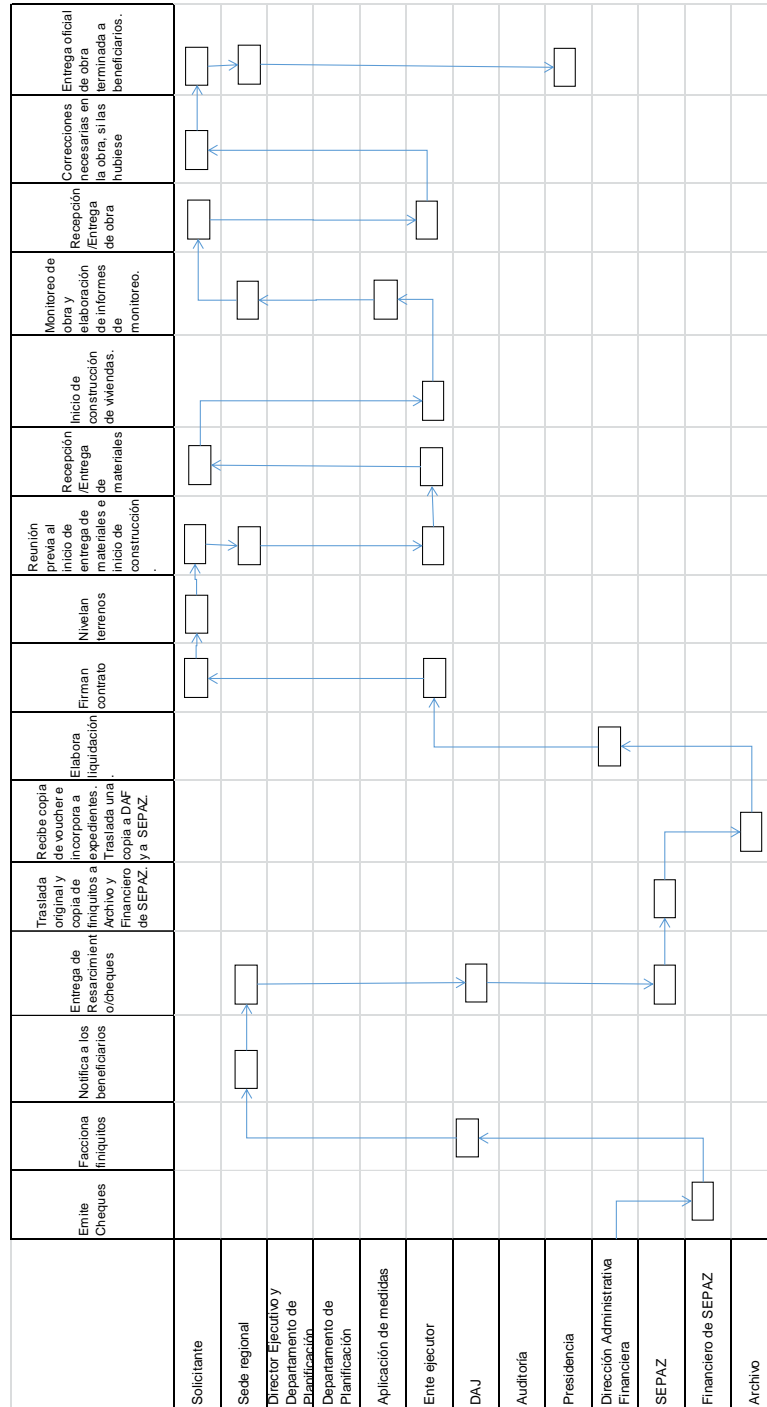 Emite
Cheques
Facciona
finiquitos
Notifica a los
beneficiarios
Entrega de
Resarcimient
o/cheques
Traslada
original y
copia de
finiquitos a
Archivo y
Financiero
de SEPAZ.
Recibe copia
de voucher e
incorpora a
expedientes.
Traslada una
copia a DAF
y a SEPAZ.
Elabora
liquidación
.
Firman
contrato
Nivelan
terrenos
Reunión
previa al
inicio de
entrega de
materiales e
inicio de
construcción
.
Recepción
/Entrega
de
materiales
Inicio de
construcción
de viviendas.
Monitoreo de
obra y
elaboración
de informes
de
monitoreo.
Recepción
/Entrega
de obra
Correcciones
necesarias en
la obra, si las
hubiese
Entrega oficial
de obra
terminada a
beneficiarios.
Solicitante
Sede regional
Director Ejecutivo y
Departamento de
Planificación
Departamento de
Planificación
Aplicación de medidas
Ente ejecutor
DAJ
Auditoría
Presidencia
Dirección Administrativa
Financiera
SEPAZ
Financiero de SEPAZ
Archivo